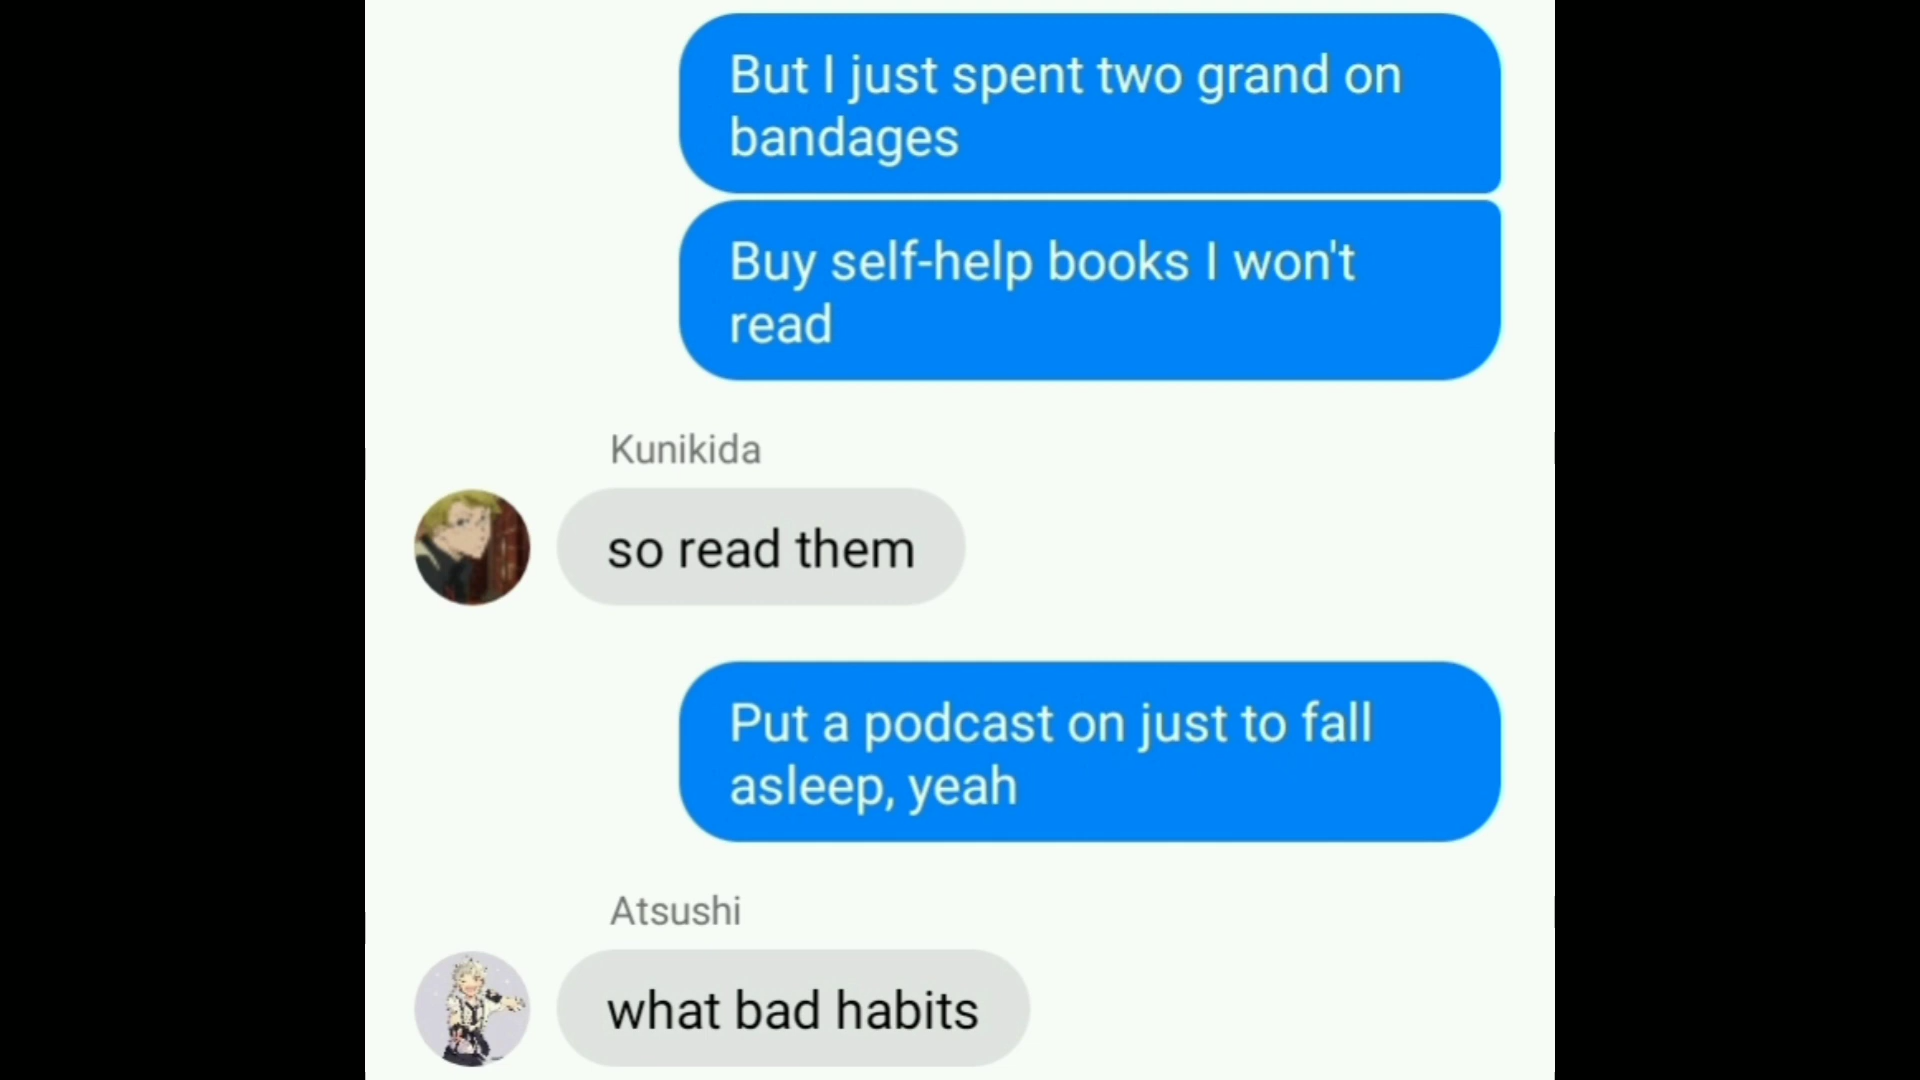 But I just spent two grand on
bandages
Buy self-help books I won't
read
Kunikida
so read them
Put a podcast on just to fall
asleep, yeah
Atsushi
what bad habits